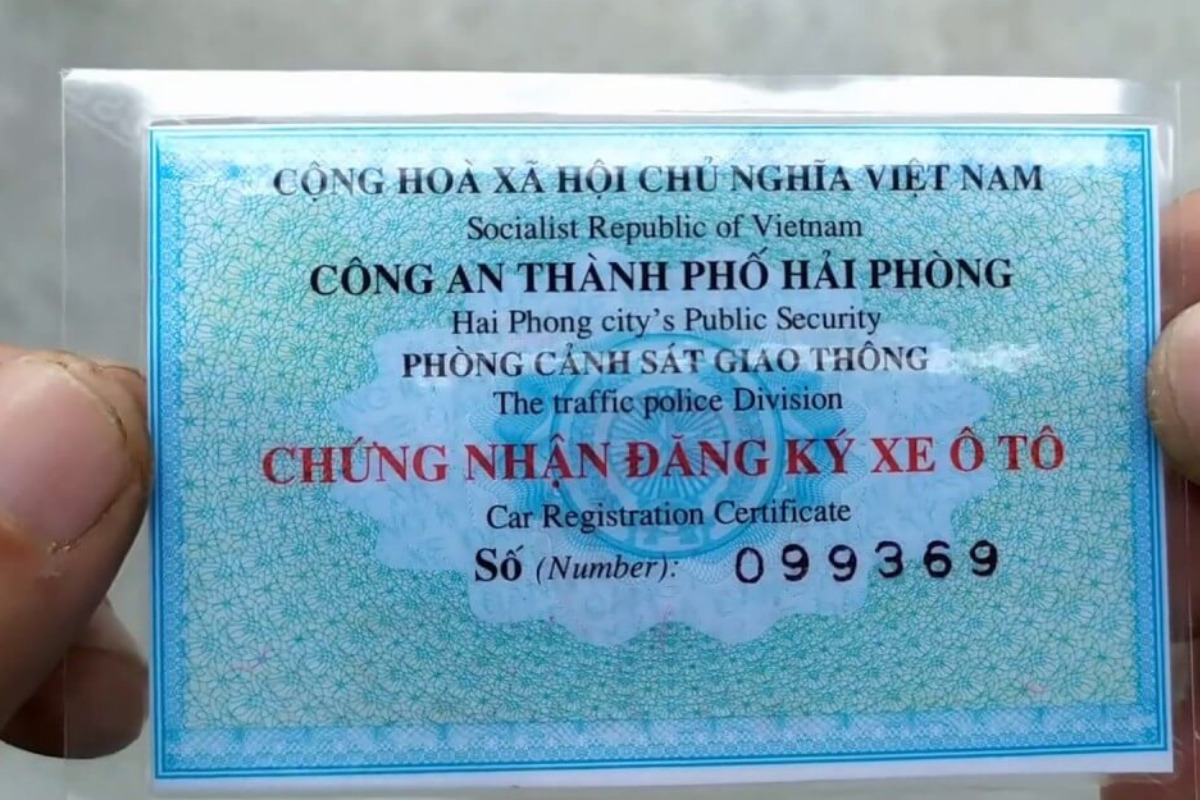 CỘNG HOÀ XÃ HỘI CHỦ NGHĨA VIỆT NAM
Socialist Republic of Vietnam
CÔNG AN THÀNH PHỐ HẢI PHÒNG
Hai Phong city's Public Security
PHÒNG CẢNH SÁT GIAO THÔNG
The traffic police Division
CHỨNG NHẬN ĐĂNG KÝ XE Ô TÔ
Car Registration Certificate
Số (Number): 099369